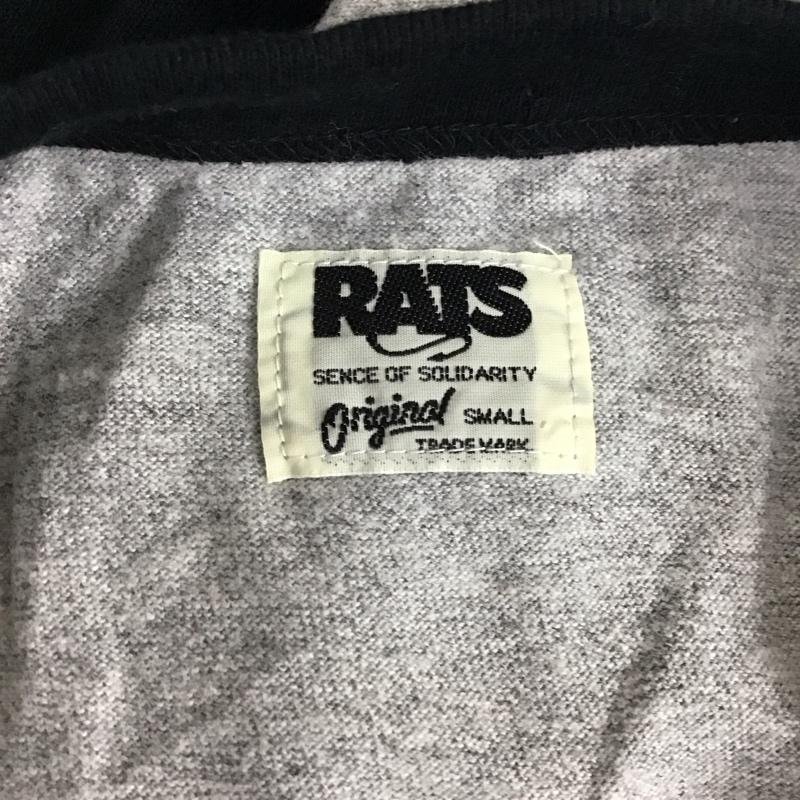 RATS
SENCE OF SOLIDARITY
Original SMALL
TRADE MARK